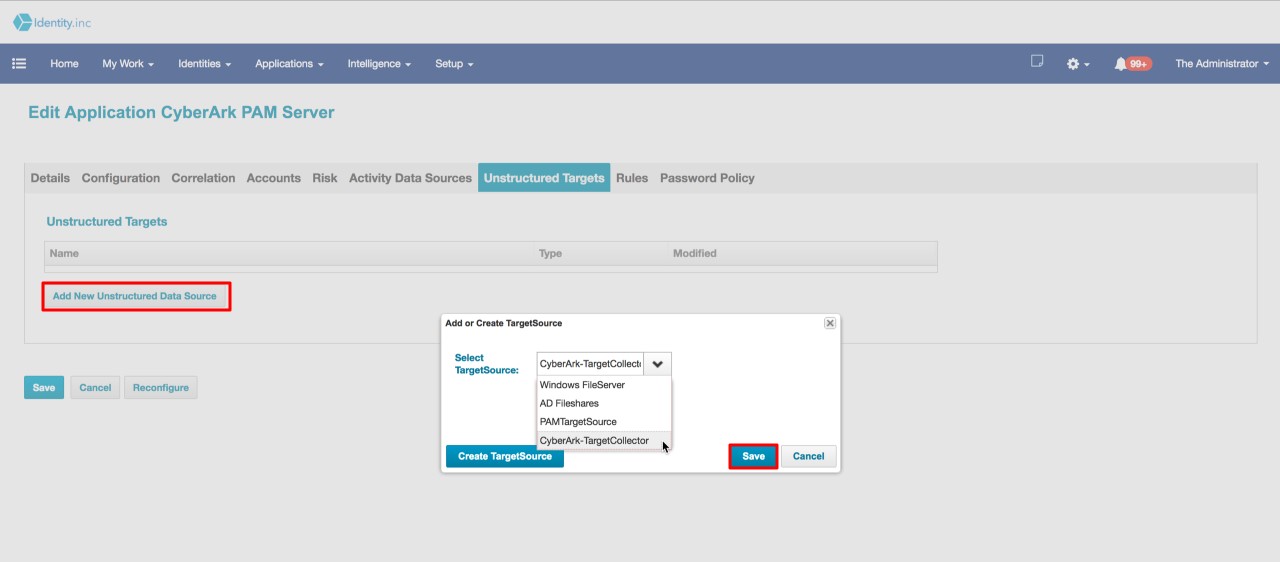 Identity.inc
Home My Work Identities Applications Intelligence Setup 99+ The Administrator
Edit Application CyberArk PAM Server
Details Configuration Correlation Accounts Risk Activity Data Sources Unstructured Targets Rules Password Policy
Unstructured Targets
Name Type Modified
Add New Unstructured Data Source
Add or Create TargetSource
Select
TargetSource:
CyberArk-TargetCollect
Windows FileServer
AD Fileshares
PAMTargetSource
CyberArk-TargetCollector
Save Cancel Reconfigure
Create TargetSource Save Cancel